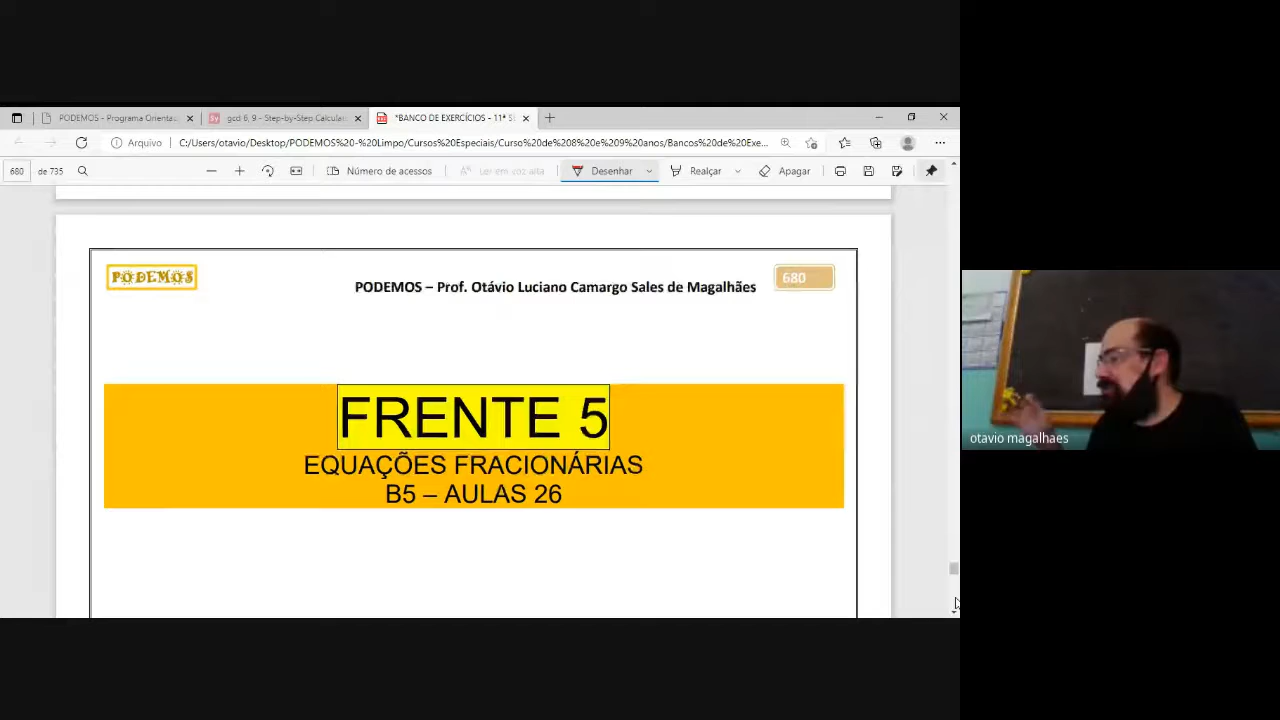 PODEMOS - Programa Orienta
gcd 6, 9 - Step-by-Step Calcula
*BANCO DE EXERCÍCIOS - 11ª S
Arquivo
C:/Users/otavio/Desktop/PODEMOS%20-%20Limpo/Cursos%20Especiais/Curso%20de%208%20e%209%20anos/Bancos%20de%20Exe...
680 de 735
Número de acessos
Ler em voz alta
Desenhar
Realçar
Apagar
PODEMOS
PODEMOS – Prof. Otávio Luciano Camargo Sales de Magalhães
680
FRENTE 5
EQUAÇÕES FRACIONÁRIAS
B5 – AULAS 26
otavio magalhaes